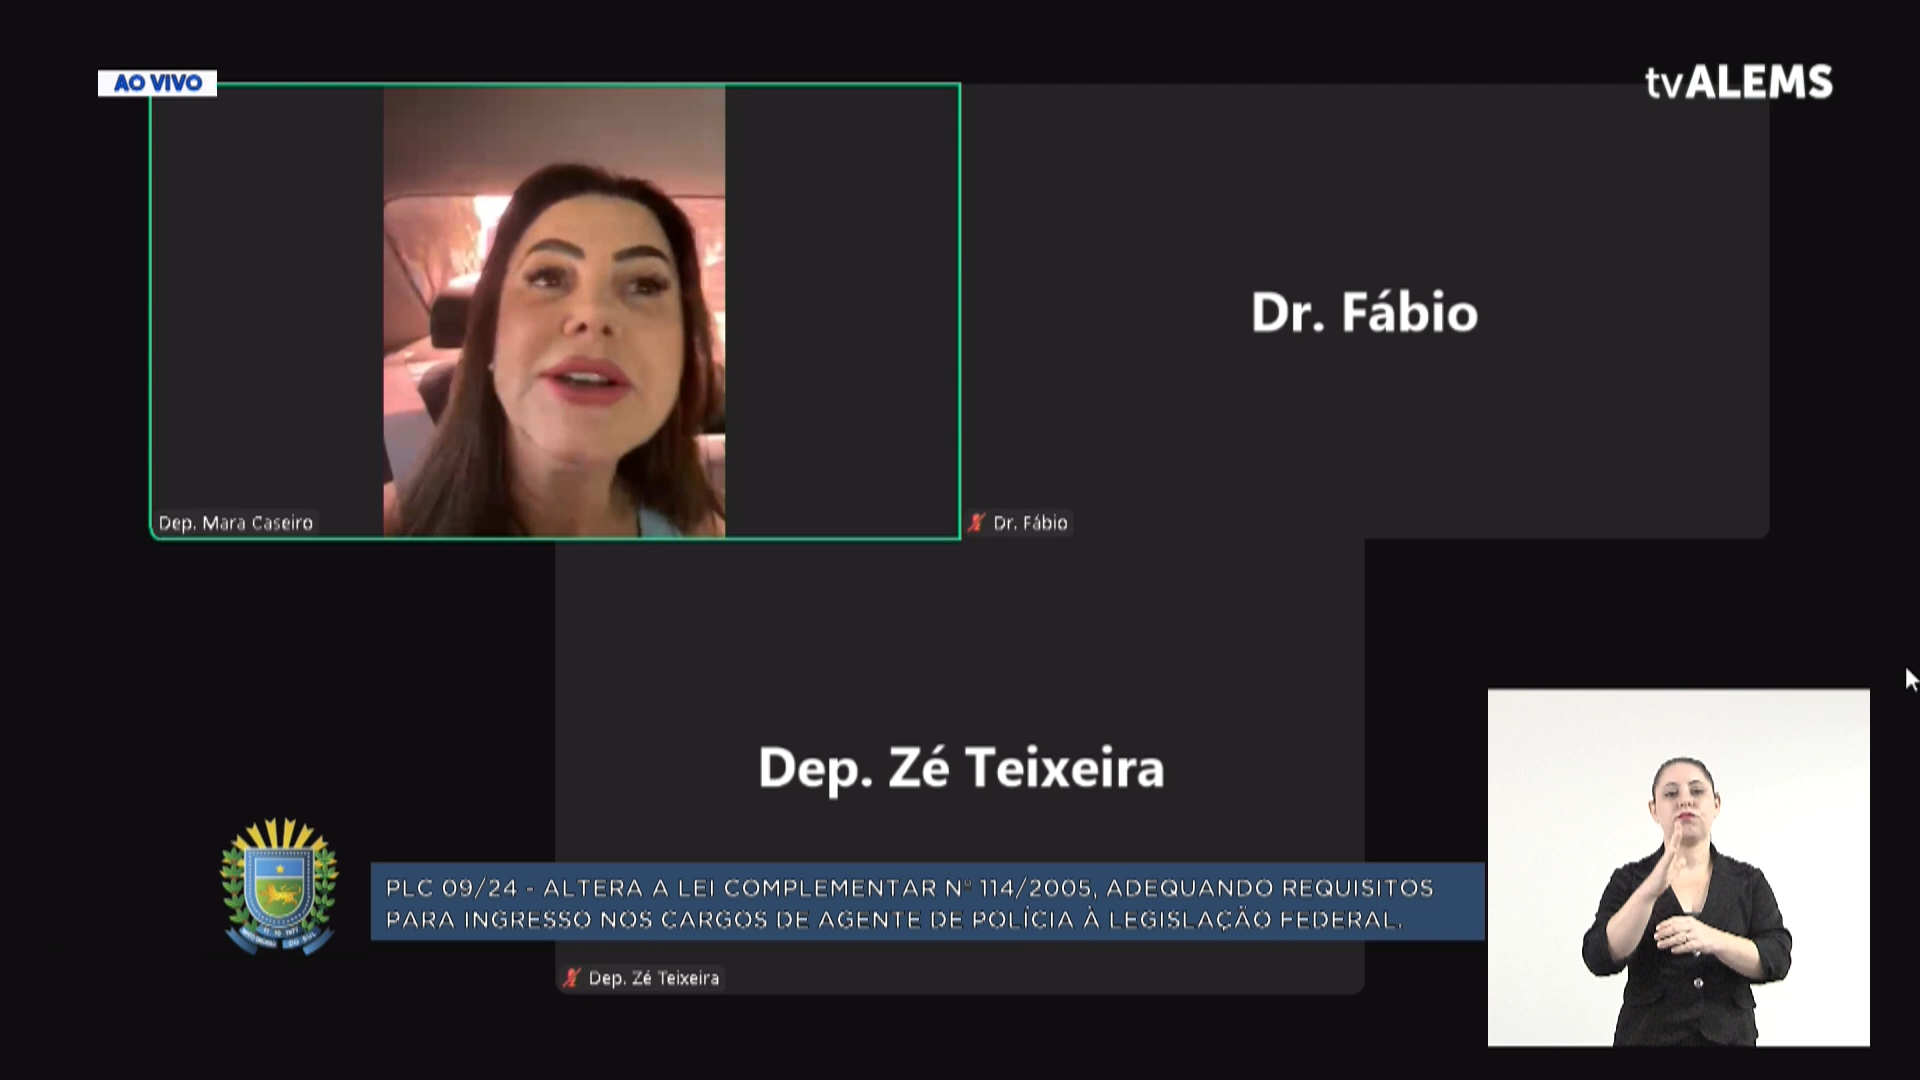 AO VIVO
tvALEMS
Dr. Fábio
Dep. Mara Caseiro
Dr. Fábio
Dep. Zé Teixeira
PLC 09/24 - ALTERA A LEI COMPLEMENTAR Nº 114/2005, ADEQUANDO REQUISITOS
PARA INGRESSO NOS CARGOS DE AGENTE DE POLÍCIA À LEGISLAÇÃO FEDERAL.
Dep. Zé Teixeira